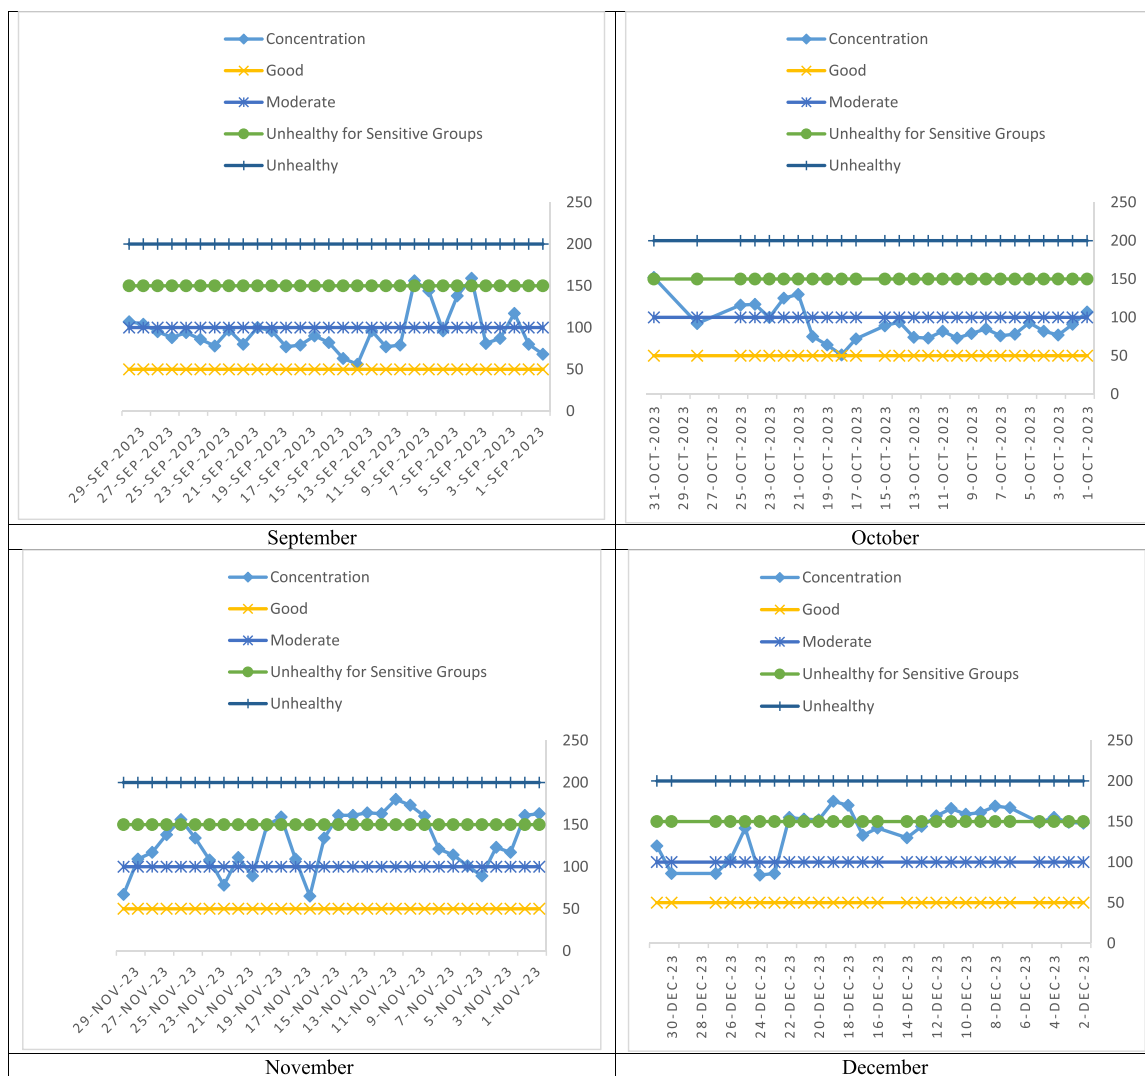 Concentration
Good
Moderate
Unhealthy for Sensitive Groups
Unhealthy
250
200
150
100
50
0
29-SEP-2023
27-SEP-2023
25-SEP-2023
23-SEP-2023
21-SEP-2023
19-SEP-2023
17-SEP-2023
15-SEP-2023
13-SEP-2023
11-SEP-2023
9-SEP-2023
7-SEP-2023
5-SEP-2023
3-SEP-2023
1-SEP-2023
September
Concentration
Good
Moderate
Unhealthy for Sensitive Groups
Unhealthy
250
200
150
100
50
0
31-OCT-2023
29-OCT-2023
27-OCT-2023
25-OCT-2023
23-OCT-2023
21-OCT-2023
19-OCT-2023
17-OCT-2023
15-OCT-2023
13-OCT-2023
11-OCT-2023
9-OCT-2023
7-OCT-2023
5-OCT-2023
3-OCT-2023
1-OCT-2023
October
Concentration
Good
Moderate
Unhealthy for Sensitive Groups
Unhealthy
250
200
150
100
50
0
29-NOV-23
27-NOV-23
25-NOV-23
23-NOV-23
21-NOV-23
19-NOV-23
17-NOV-23
15-NOV-23
13-NOV-23
11-NOV-23
9-NOV-23
7-NOV-23
5-NOV-23
3-NOV-23
1-NOV-23
November
Concentration
Good
Moderate
Unhealthy for Sensitive Groups
Unhealthy
250
200
150
100
50
0
30-DEC-23
28-DEC-23
26-DEC-23
24-DEC-23
22-DEC-23
20-DEC-23
18-DEC-23
16-DEC-23
14-DEC-23
12-DEC-23
10-DEC-23
8-DEC-23
6-DEC-23
4-DEC-23
2-DEC-23
December